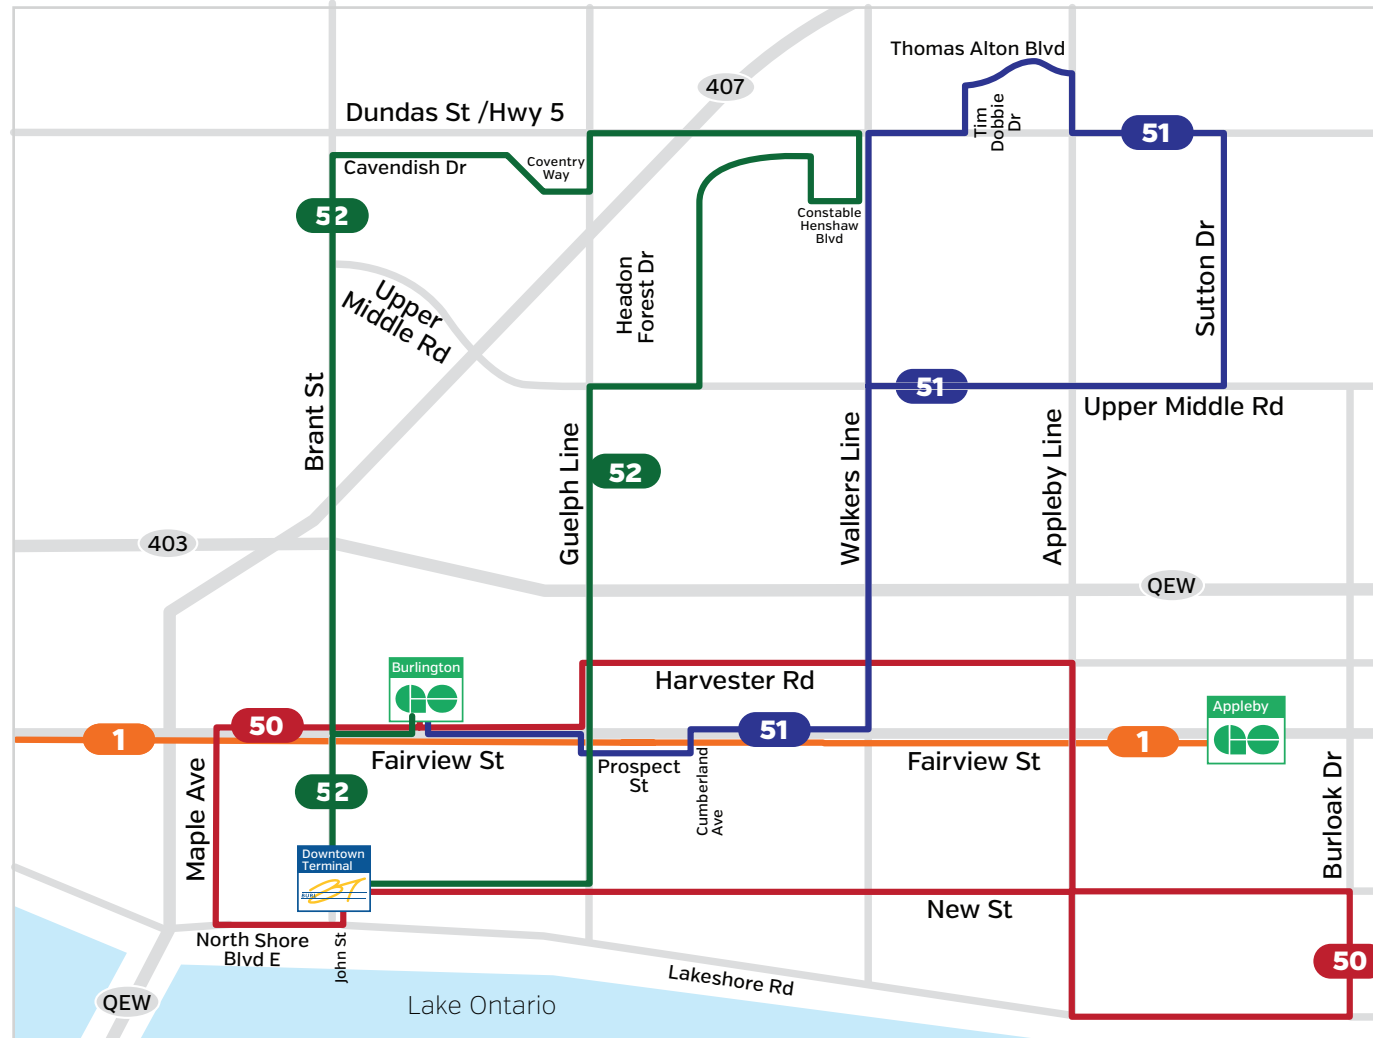 Thomas Alton Blvd
407
Dundas St /Hwy 5
Tim
Dobbie
Dr
51
Coventry
Way
Cavendish Dr
52
Constable
Henshaw
Blvd
Sutton Dr
Headon
Forest Dr
Upper
Middle Rd
51
Upper Middle Rd
Brant St
Guelph Line
52
Walkers Line
Appleby Line
403
QEW
Burlington
GO
Harvester Rd
Appleby
GO
50
51
1
1
Fairview St
Fairview St
Prospect
St
Cumberland
Ave
Maple Ave
52
Burloak Dr
Downtown
Terminal
BURL
BT
New St
North Shore
Blvd E
John St
50
Lakeshore Rd
QEW
Lake Ontario